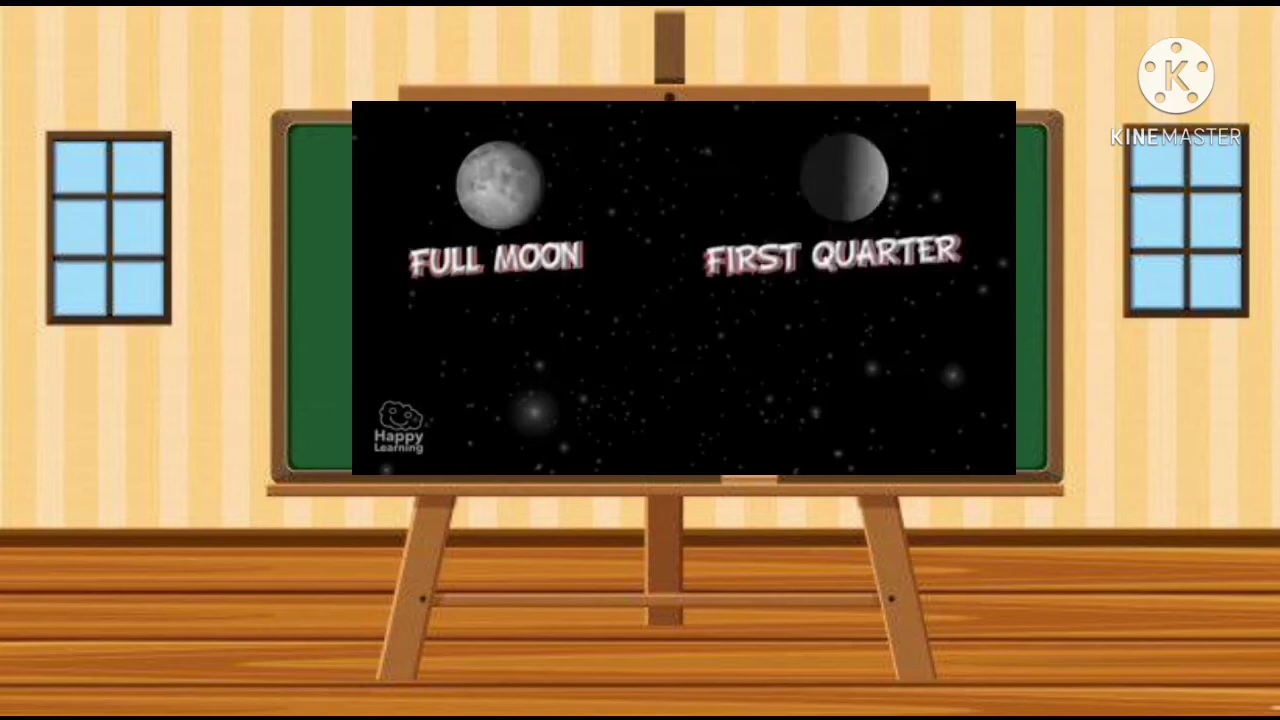 K
KINEMASTER
FULL MOON
FIRST QUARTER
Happy
Learning